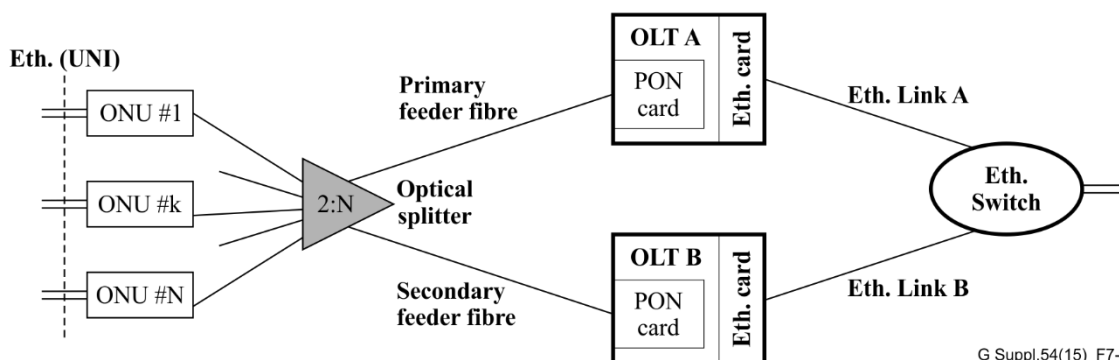 Eth. (UNI)
ONU #1
ONU #k
ONU #N
2:N
Primary
feeder fibre
Optical
splitter
Secondary
feeder fibre
OLT A
PON
card
Eth. card
OLT B
PON
card
Eth. card
Eth. Link A
Eth. Link B
Eth.
Switch